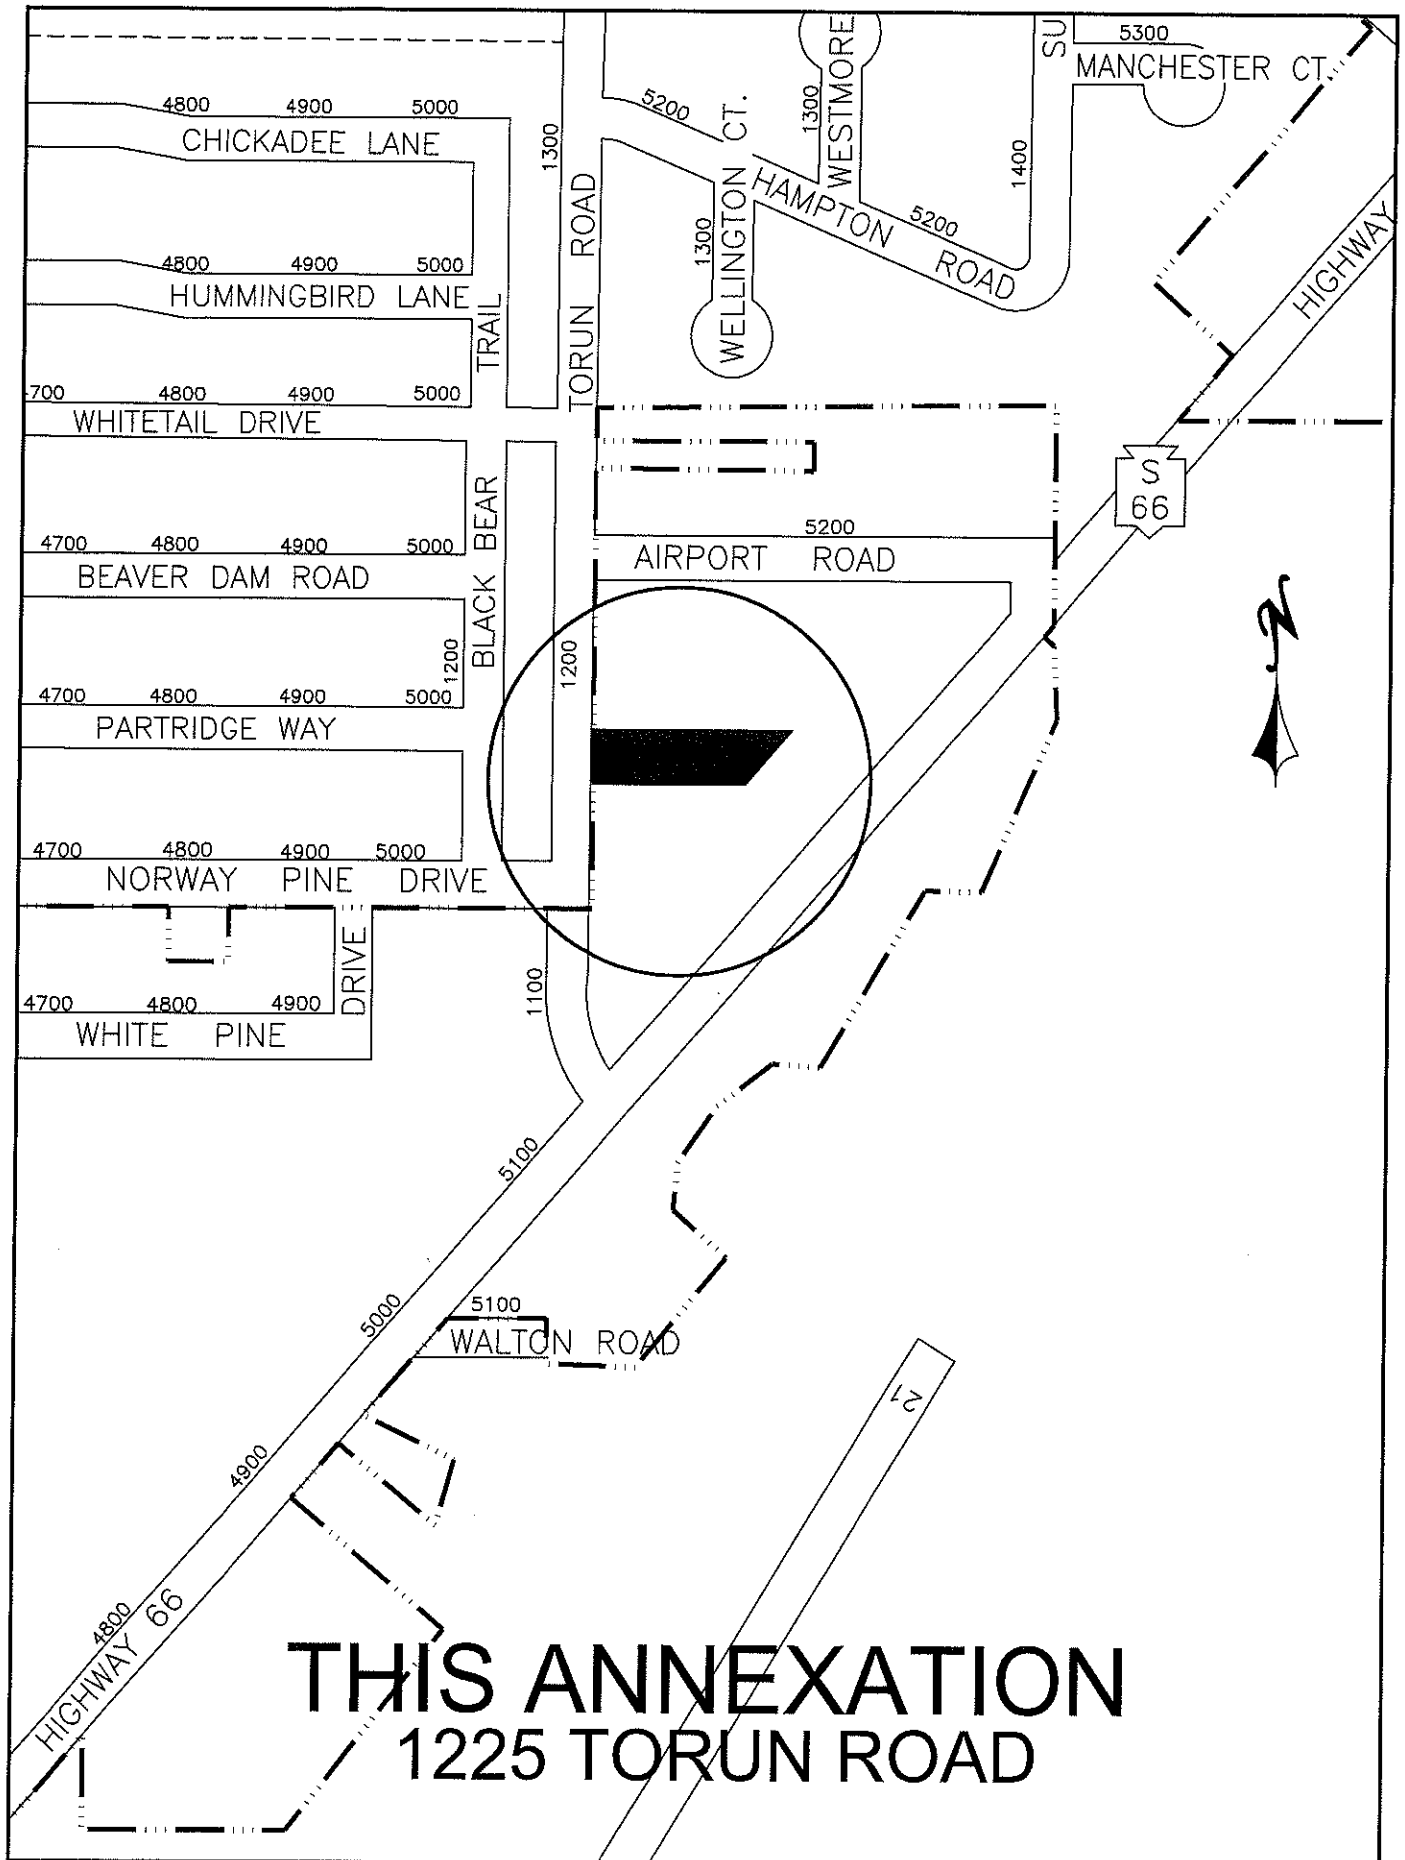 5300
MANCHESTER CT.
SU
1400
WESTMORE
1300
5200
WELLINGTON CT.
1300
HAMPTON ROAD
5200
4800 4900 5000
CHICKADEE LANE
1300
TORUN ROAD
4800 4900 5000
HUMMINGBIRD LANE
HIGHWAY
TRAIL
700 4800 4900 5000
WHITETAIL DRIVE
S
66
BLACK BEAR
5200
AIRPORT ROAD
4700 4800 4900 5000
BEAVER DAM ROAD
N
1200
1200
4700 4800 4900 5000
PARTRIDGE WAY
4700 4800 4900 5000
NORWAY PINE DRIVE
DRIVE
4700 4800 4900
WHITE PINE
1100
5100
5000
5100
WALTON ROAD
21
4900
4800
HIGHWAY 66
THIS ANNEXATION
1225 TORUN ROAD